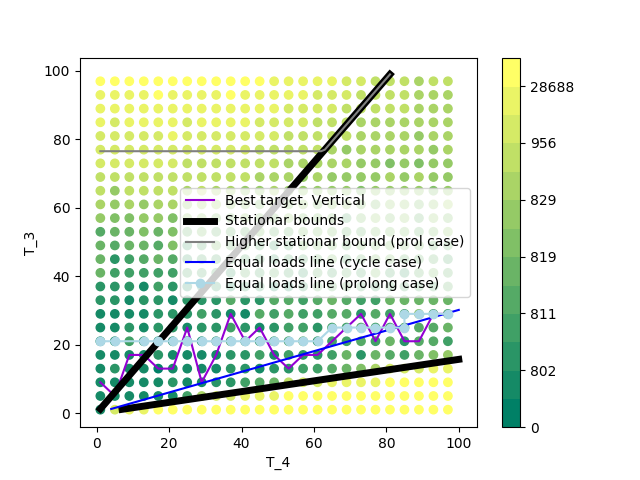 100
80
60
40
20
0
T_3
Best target. Vertical
Stationar bounds
Higher stationar bound (prol case)
Equal loads line (cycle case)
Equal loads line (prolong case)
0 20 40 60 80 100
T_4
28688
956
829
819
811
802
0